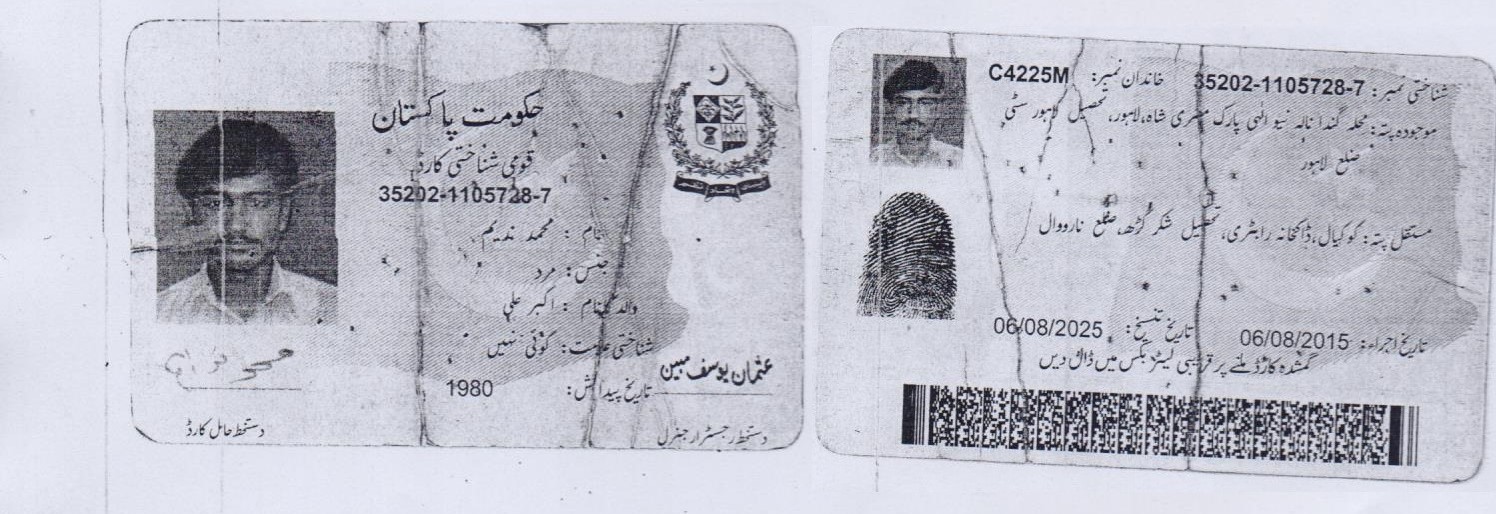 حکومت پاکستان
قومی شناختی کارڈ
35202-1105728-7
نام : محمد ندیم
جنس : مرد
والد کا نام : اکبر علی
شناختی علامت : کوئی نہیں
تاریخ پیدائش : 1980
عثمان یوسف مبین
دستخط حامل کارڈ
دستخط رجسٹرار جنرل
شناختی نمبر : 35202-1105728-7 خاندان نمبر : C4225M
موجودہ پتہ : محلہ گندا نالہ نیو الٰہی پارک مصری شاہ، لاہور، تحصیل لاہور سٹی
ضلع لاہور
مستقل پتہ : کوکیال، ڈاکخانہ تحصیل شکر گڑھ، ضلع نارووال
تاریخ اجراء : 06/08/2015 تاریخ تنسیخ : 06/08/2025
گمشدہ کارڈ ملنے پر قریبی لیٹر بکس میں ڈال دیں